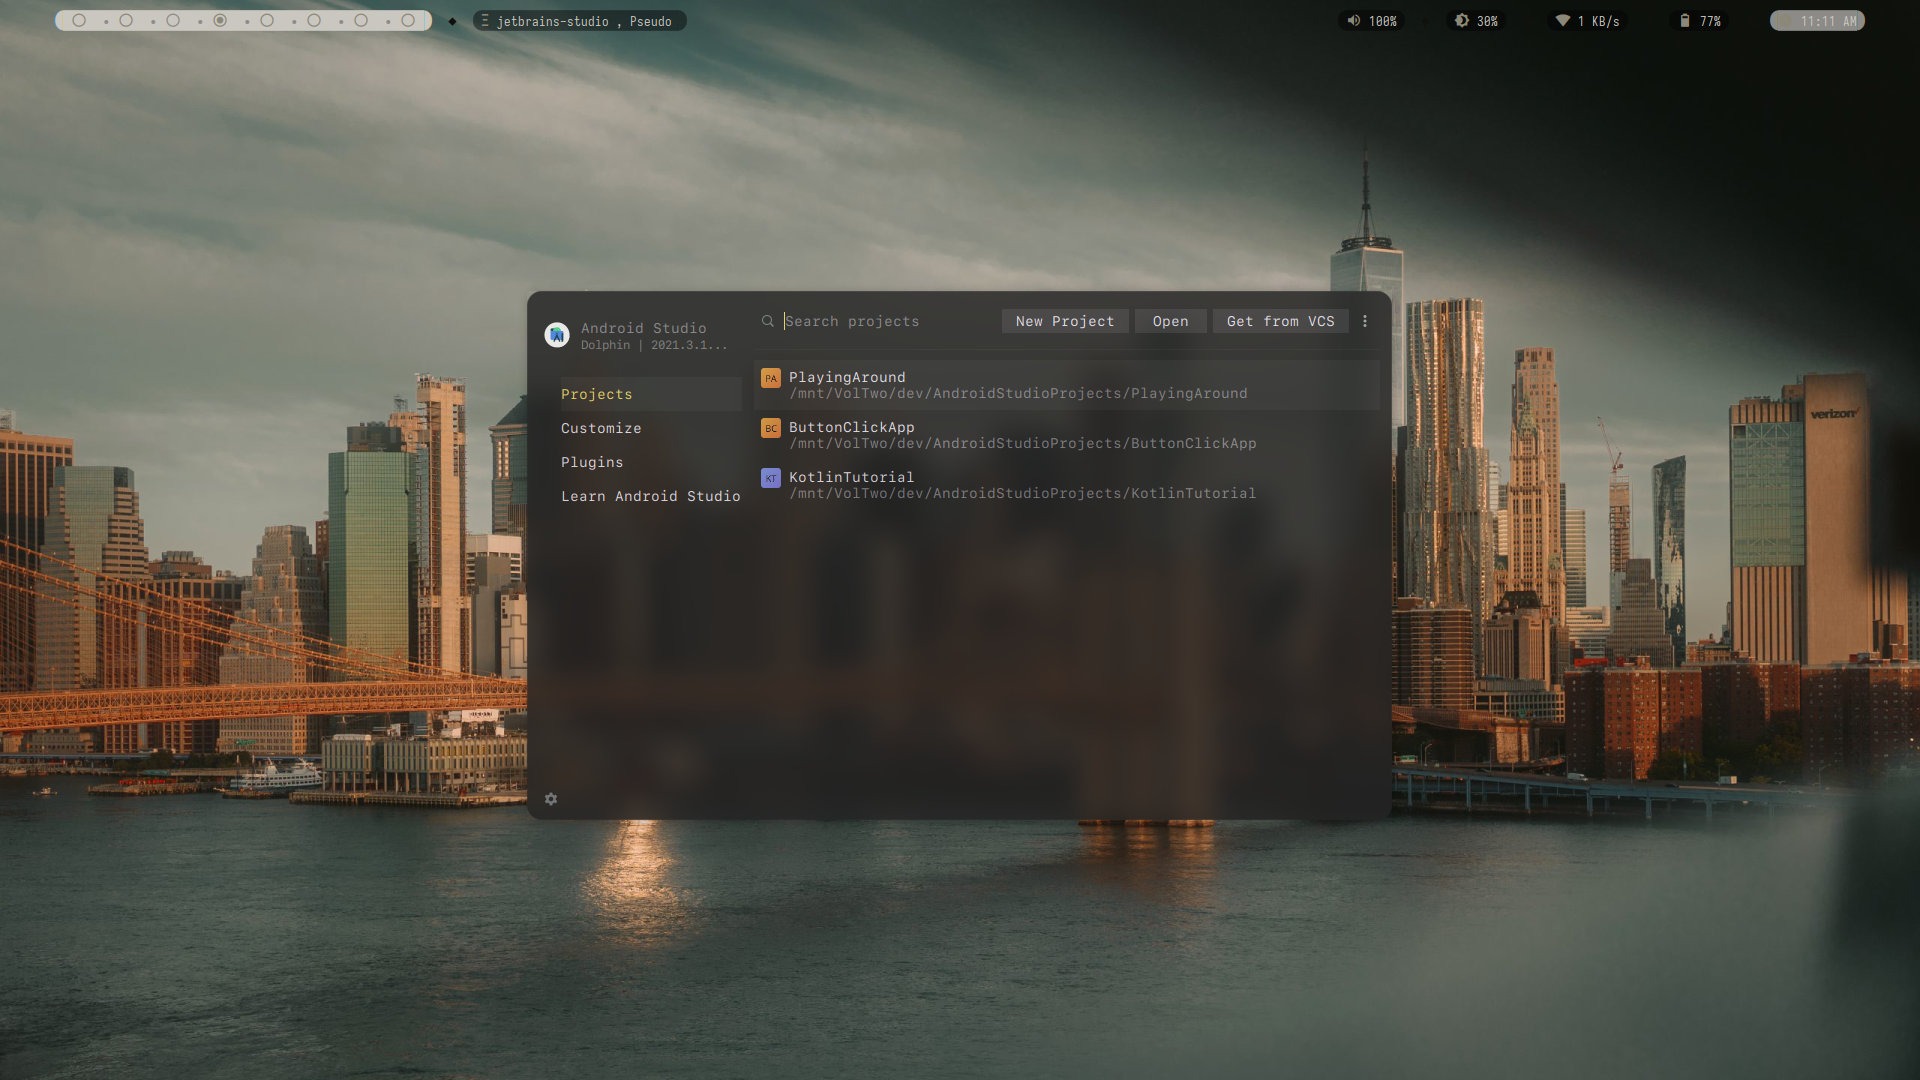 jetbrains-studio , Pseudo
100%
30%
1 KB/s
77%
11:11 AM
Android Studio
Dolphin | 2021.3.1...
Search projects
New Project
Open
Get from VCS
Projects
Customize
Plugins
Learn Android Studio
PA
PlayingAround
/mnt/VolTwo/dev/AndroidStudioProjects/PlayingAround
BC
ButtonClickApp
/mnt/VolTwo/dev/AndroidStudioProjects/ButtonClickApp
KT
KotlinTutorial
/mnt/VolTwo/dev/AndroidStudioProjects/KotlinTutorial
verizon